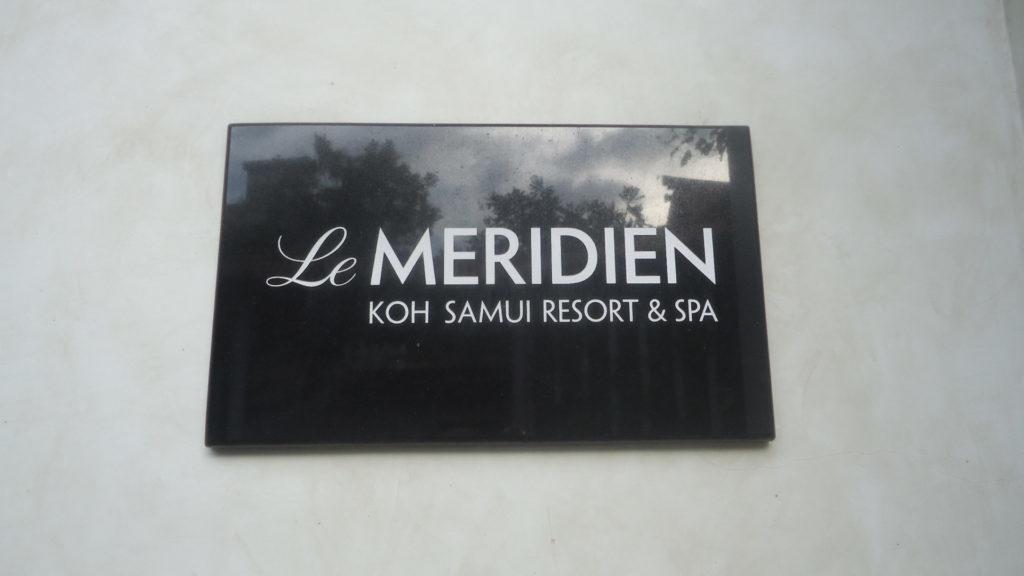 Le MERIDIEN
KOH SAMUI RESORT & SPA